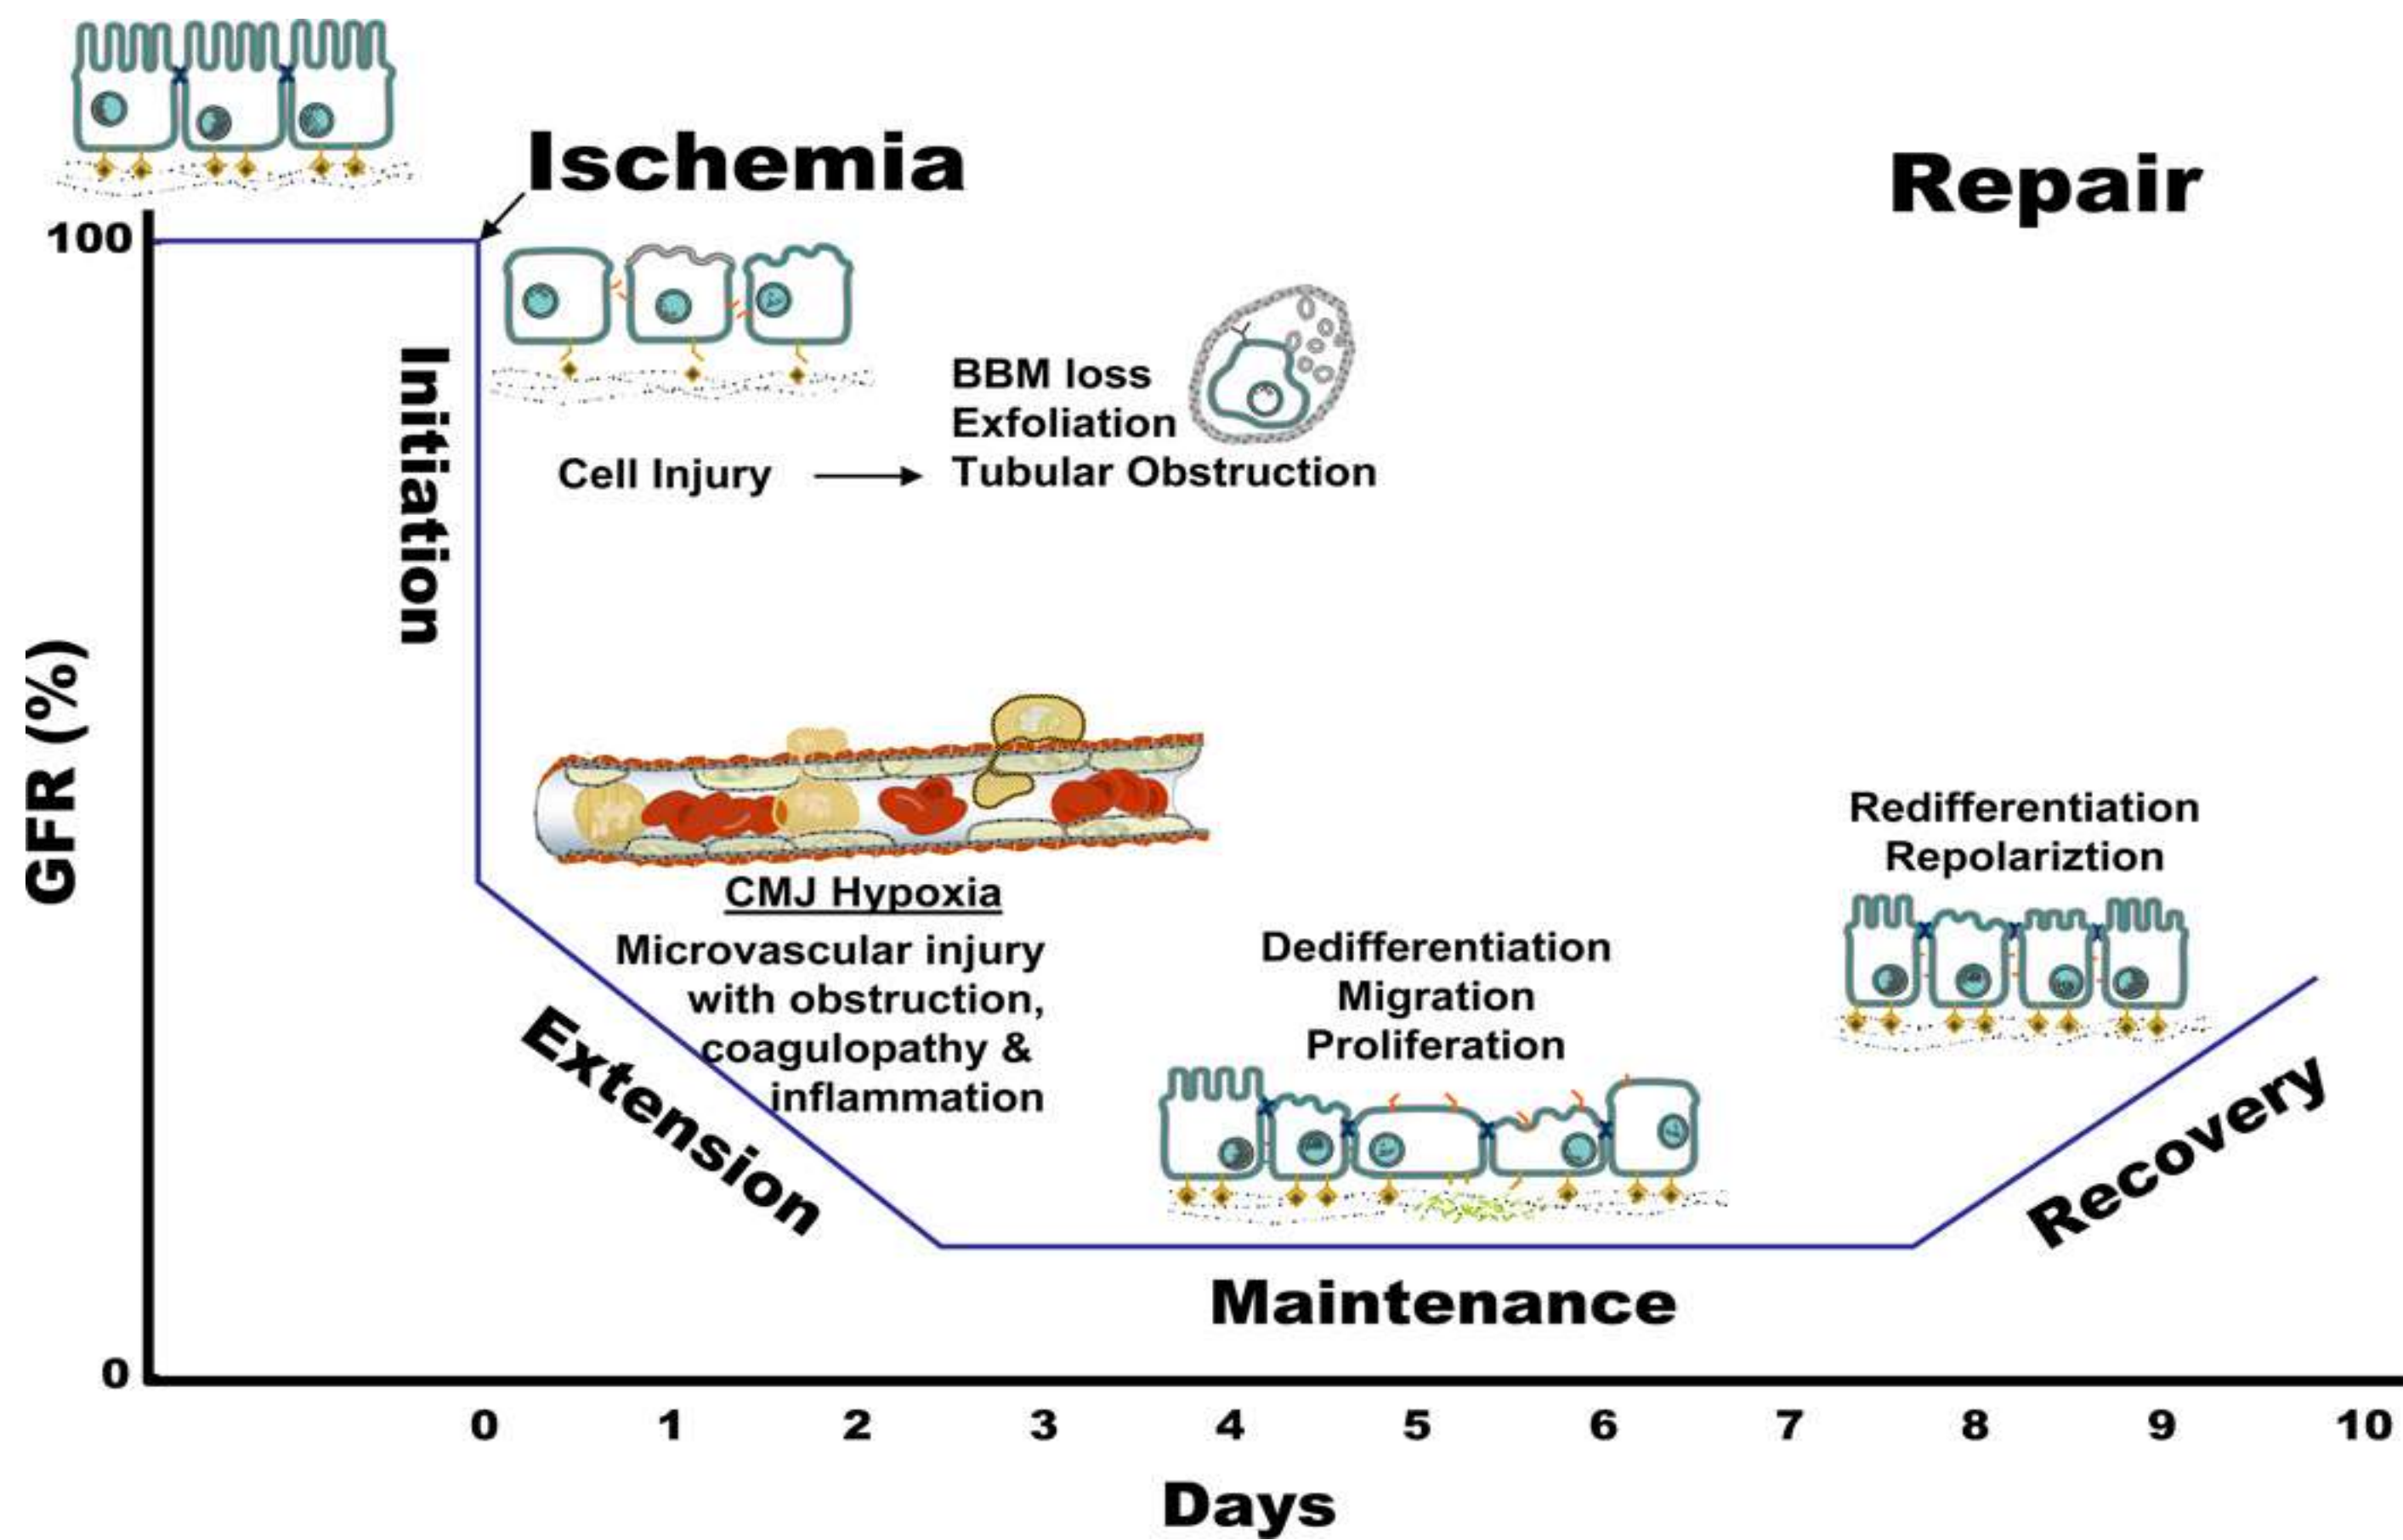 Ischemia
Repair
100
Initiation
BBM loss
Exfoliation
Cell Injury
Tubular Obstruction
GFR (%)
CMJ Hypoxia
Microvascular injury
with obstruction,
coagulopathy &
inflammation
Extension
Dedifferentiation
Migration
Proliferation
Redifferentiation
Repolariztion
Recovery
Maintenance
0
0 1 2 3 4 5 6 7 8 9 10
Days